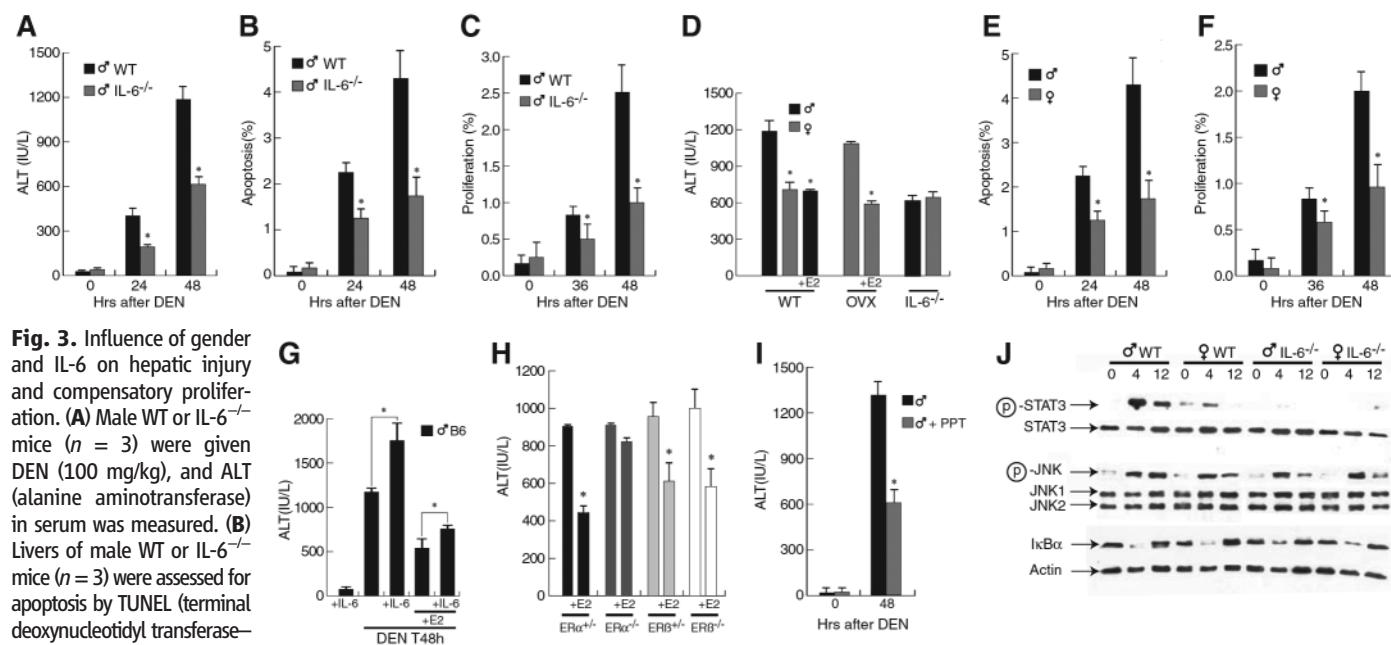 A
1500
1200
900
600
300
0
ALT (IU/L)
♂ WT
♂ IL-6-/-
*
*
0 24 48
Hrs after DEN
B
5
4
3
2
1
0
Apoptosis(%)
♂ WT
♂ IL-6-/-
*
*
0 24 48
Hrs after DEN
C
3.0
2.5
2.0
1.5
1.0
0.5
0.0
Proliferation (%)
♂ WT
♂ IL-6-/-
*
*
0 36 48
Hrs after DEN
D
1500
1200
900
600
300
0
ALT (IU/L)
♂
♀
* *
*
+E2 +E2
WT OVX IL-6-/-
E
5
4
3
2
1
0
Apoptosis(%)
♂
♀
*
*
0 24 48
Hrs after DEN
F
2.5
2.0
1.5
1.0
0.5
0.0
Proliferation (%)
♂
♀
*
*
0 36 48
Hrs after DEN
Fig. 3. Influence of gender
and IL-6 on hepatic injury
and compensatory prolifer-
ation. (A) Male WT or IL-6−/−
mice (n = 3) were given
DEN (100 mg/kg), and ALT
(alanine aminotransferase)
in serum was measured. (B)
Livers of male WT or IL-6−/−
mice (n = 3) were assessed for
apoptosis by TUNEL (terminal
deoxynucleotidyl transferase–
G
2000
1500
1000
500
0
ALT(IU/L)
♂ B6
*
*
+IL-6 +IL-6 +IL-6
+E2
DEN T48h
H
1000
800
600
400
200
0
ALT(IU/L)
*
*
*
+E2 +E2 +E2 +E2
ERα+/- ERα-/- ERß+/- ERß-/-
I
1500
1200
900
600
300
0
ALT(IU/L)
♂
♂ + PPT
*
0 48
Hrs after DEN
J
♂ WT ♀ WT ♂ IL-6-/- ♀ IL-6-/-
0 4 12 0 4 12 0 4 12 0 4 12
Ⓟ-STAT3
STAT3
Ⓟ-JNK
JNK1
JNK2
IκBα
Actin